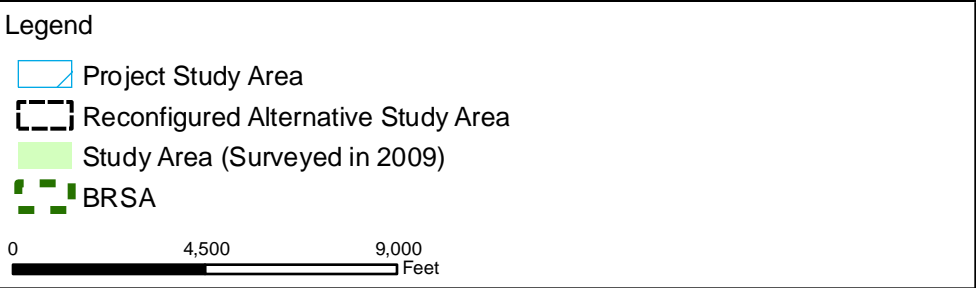 Legend
Project Study Area
Reconfigured Alternative Study Area
Study Area (Surveyed in 2009)
BRSA
0 4,500 9,000
Feet